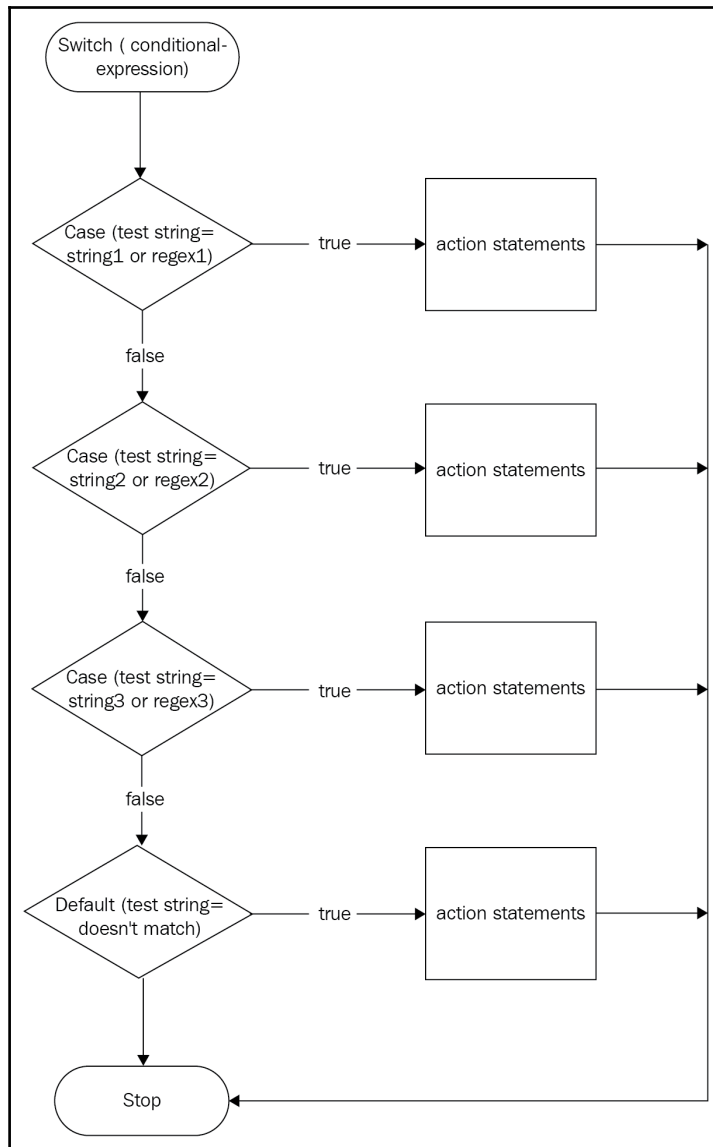 Switch ( conditional-
expression)
Case (test string=
string1 or regex1)
true
action statements
false
Case (test string=
string2 or regex2)
true
action statements
false
Case (test string=
string3 or regex3)
true
action statements
false
Default (test string=
doesn't match)
true
action statements
Stop